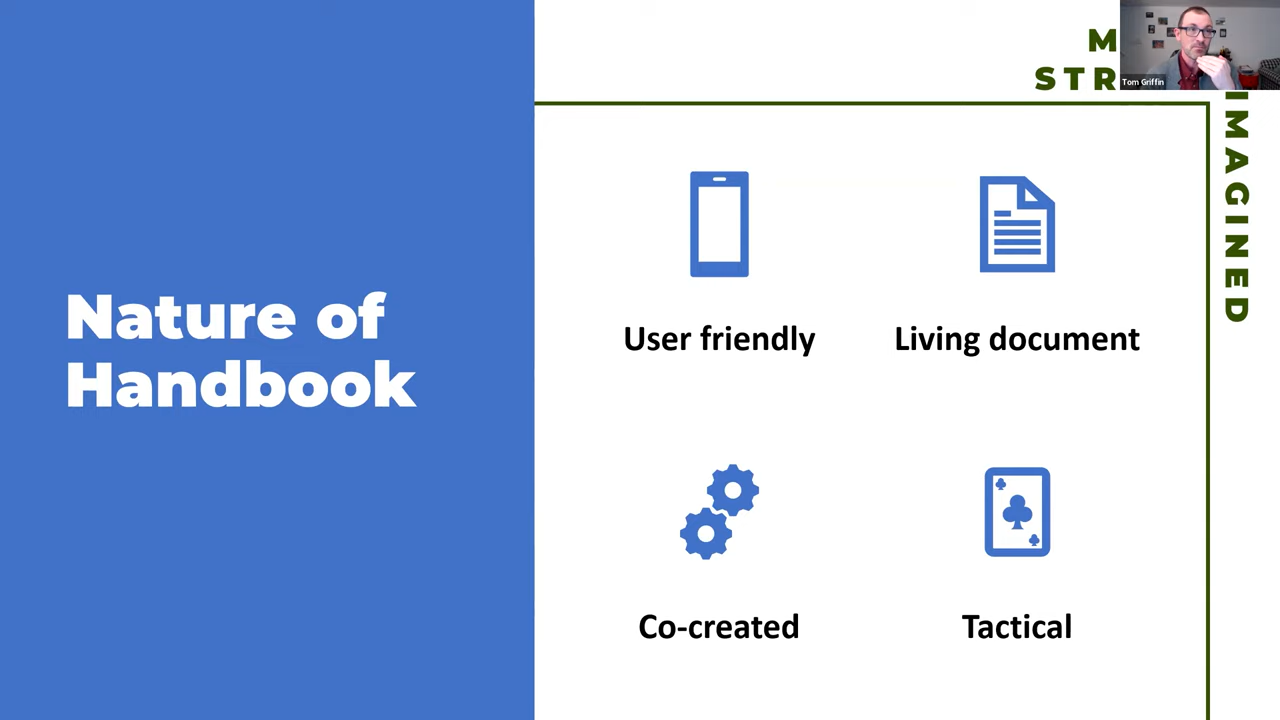 Nature of
Handbook
User friendly
Living document
Co-created
Tactical
M
STR
IMAGINED
Tom Griffin